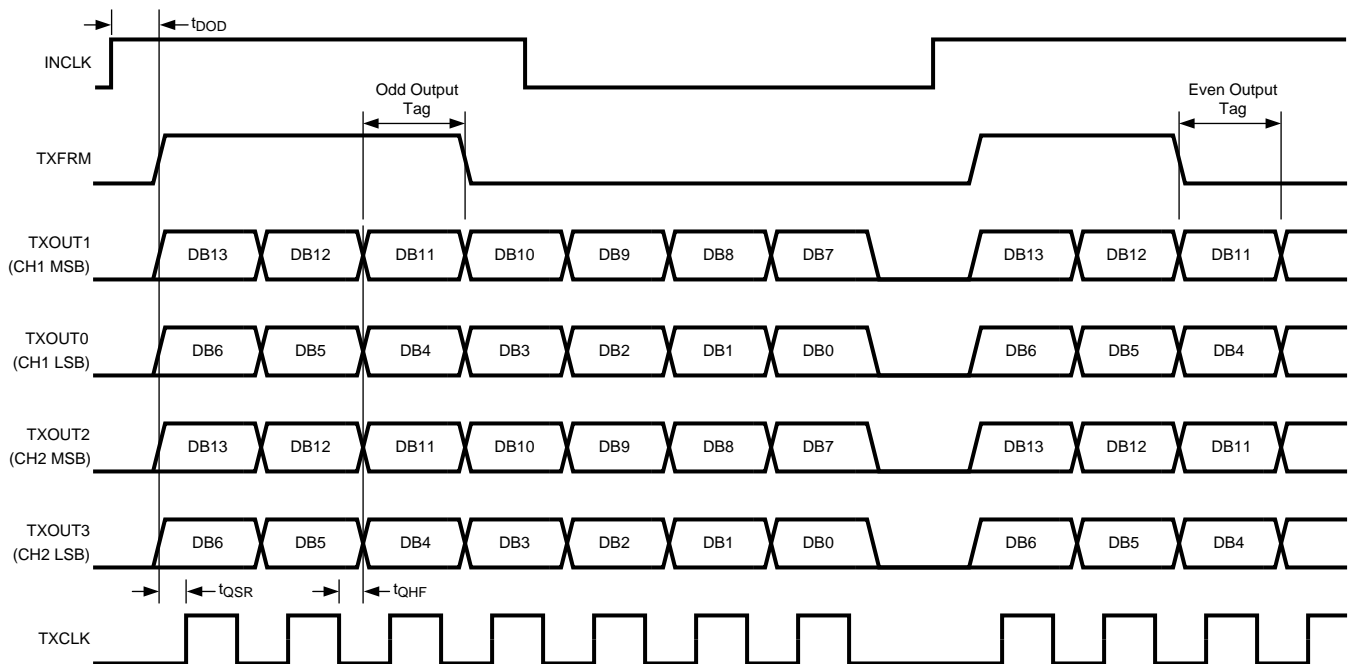 tDOD
INCLK
Odd Output
Tag
Even Output
Tag
TXFRM
TXOUT1
(CH1 MSB)
DB13 DB12 DB11 DB10 DB9 DB8 DB7 DB13 DB12 DB11
TXOUT0
(CH1 LSB)
DB6 DB5 DB4 DB3 DB2 DB1 DB0 DB6 DB5 DB4
TXOUT2
(CH2 MSB)
DB13 DB12 DB11 DB10 DB9 DB8 DB7 DB13 DB12 DB11
TXOUT3
(CH2 LSB)
DB6 DB5 DB4 DB3 DB2 DB1 DB0 DB6 DB5 DB4
tQSR tQHF
TXCLK